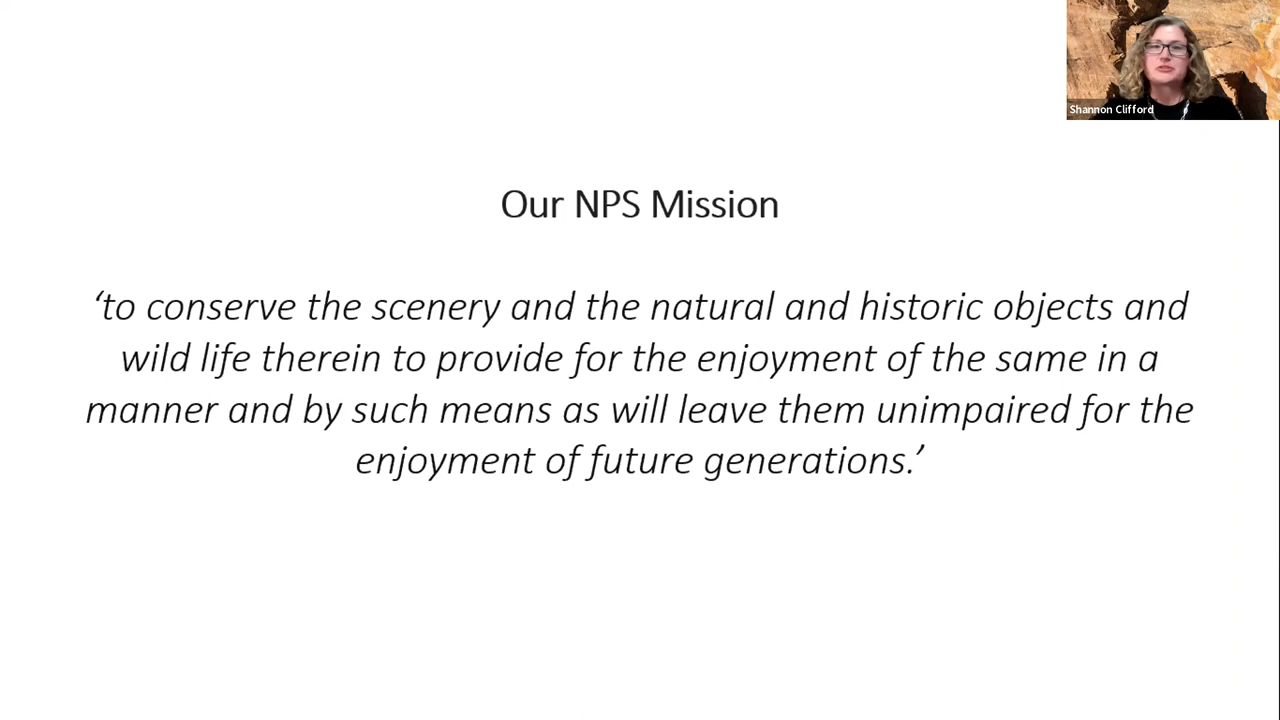 Shannon Clifford
Our NPS Mission
‘to conserve the scenery and the natural and historic objects and
wild life therein to provide for the enjoyment of the same in a
manner and by such means as will leave them unimpaired for the
enjoyment of future generations.’